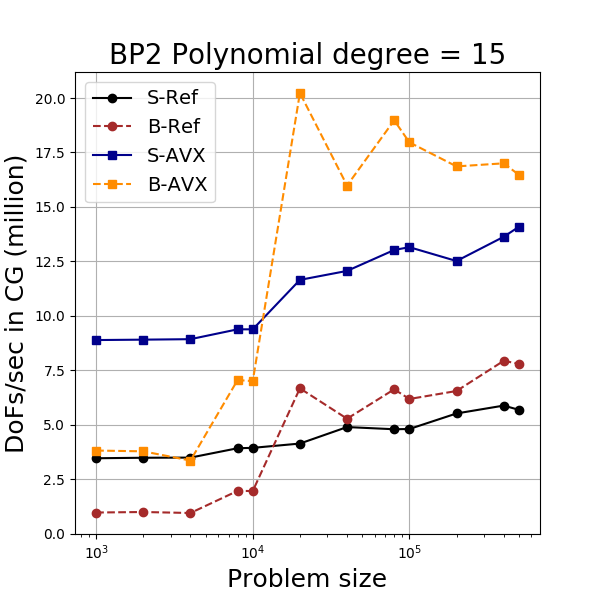 BP2 Polynomial degree = 15
S-Ref
B-Ref
S-AVX
B-AVX
DoFs/sec in CG (million)
20.0
17.5
15.0
12.5
10.0
7.5
5.0
2.5
0.0
10³
10⁴
10⁵
Problem size